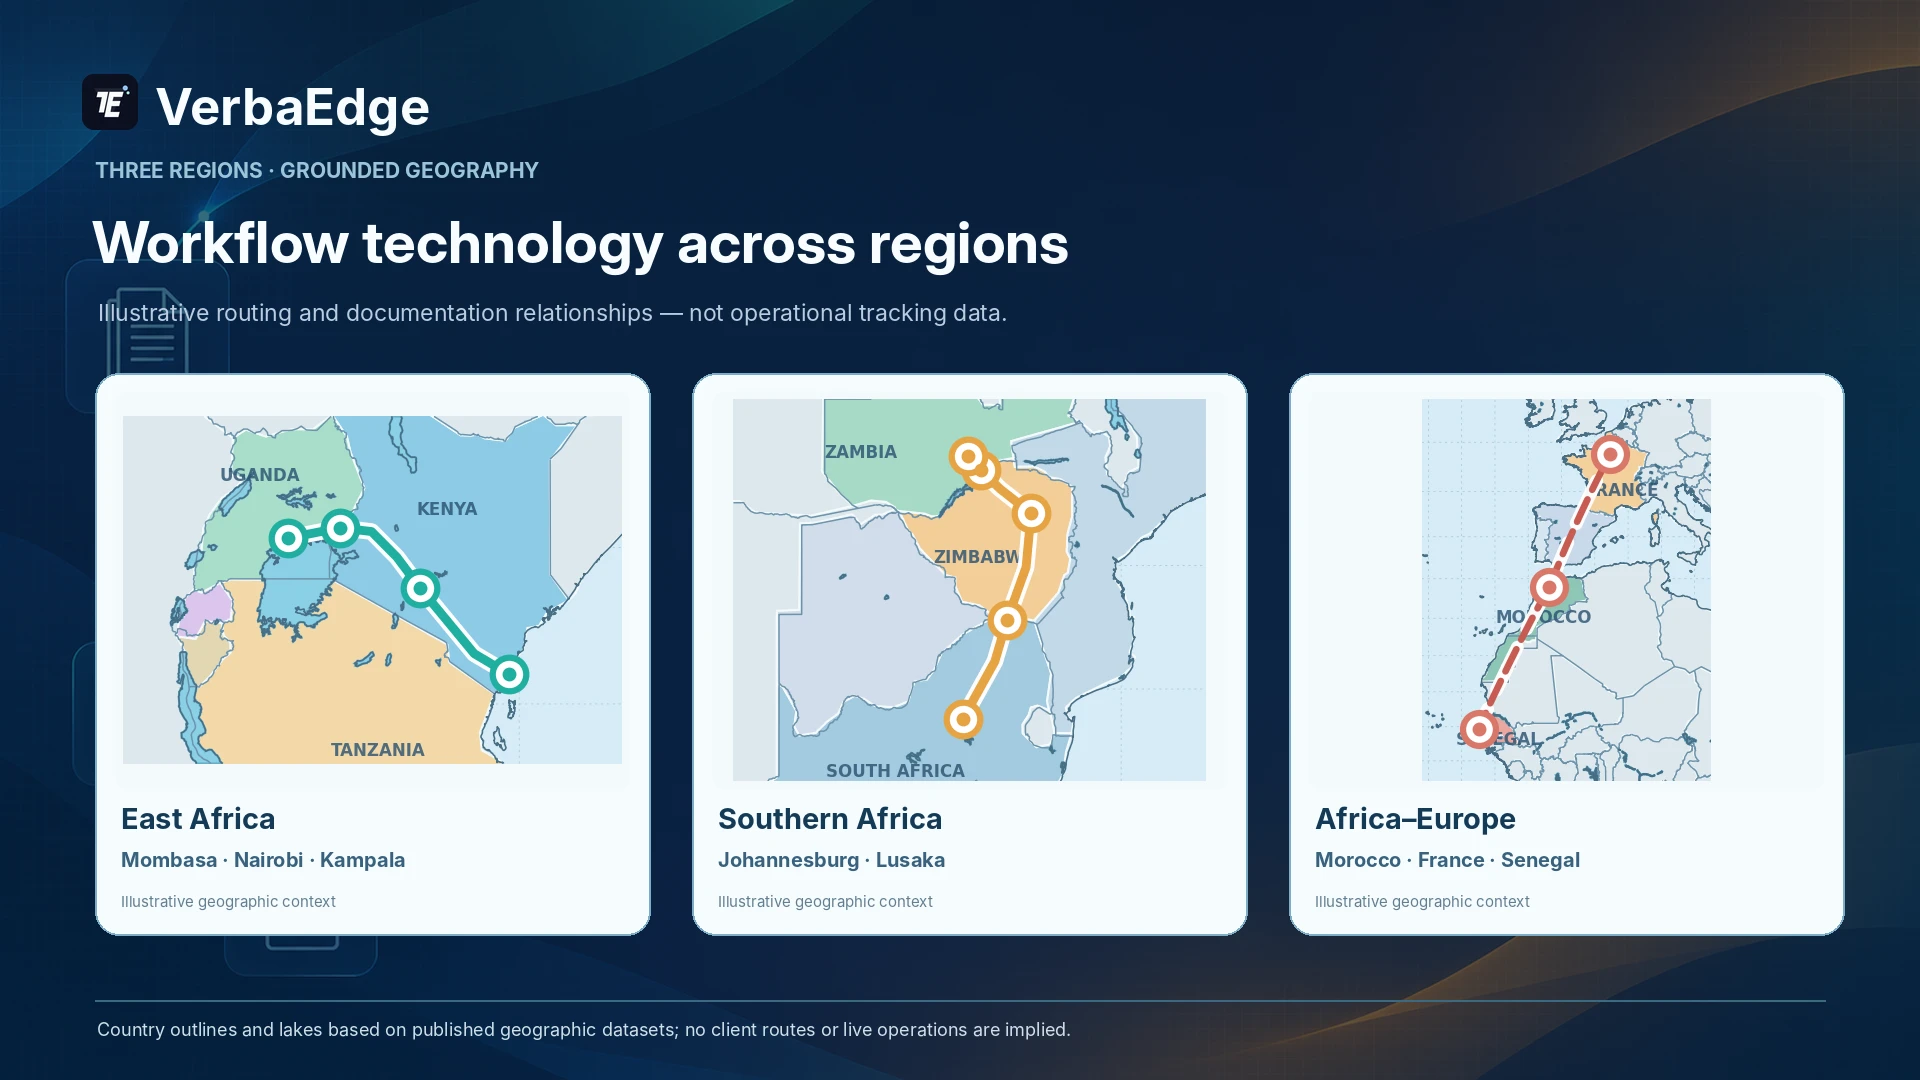 TE
VerbaEdge
THREE REGIONS · GROUNDED GEOGRAPHY
Workflow technology across regions
Illustrative routing and documentation relationships — not operational tracking data.
UGANDA
KENYA
TANZANIA
East Africa
Mombasa · Nairobi · Kampala
Illustrative geographic context
ZAMBIA
ZIMBABW
SOUTH AFRICA
Southern Africa
Johannesburg · Lusaka
Illustrative geographic context
RANCE
MO OCCO
S EGAL
Africa–Europe
Morocco · France · Senegal
Illustrative geographic context
Country outlines and lakes based on published geographic datasets; no client routes or live operations are implied.